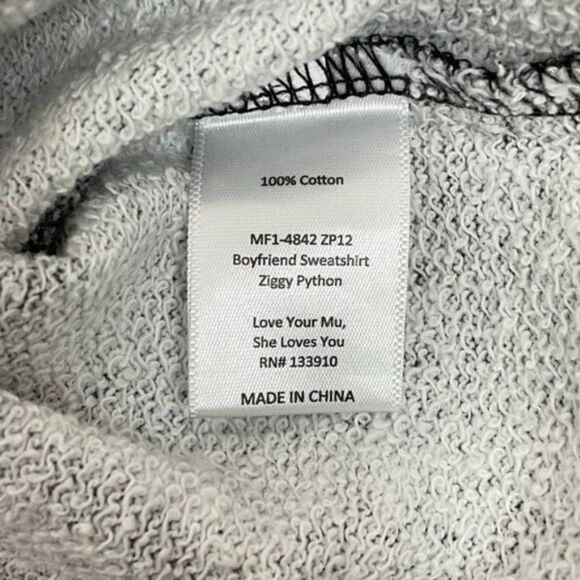 100% Cotton
MF1-4842 ZP12
Boyfriend Sweatshirt
Ziggy Python
Love Your Mu,
She Loves You
RN# 133910
MADE IN CHINA